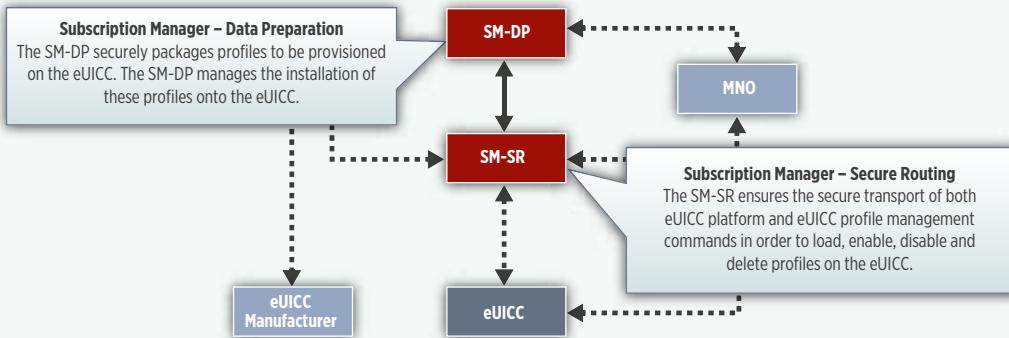 Subscription Manager – Data Preparation
The SM-DP securely packages profiles to be provisioned
on the eUICC. The SM-DP manages the installation of
these profiles onto the eUICC.
SM-DP
MNO
SM-SR
Subscription Manager – Secure Routing
The SM-SR ensures the secure transport of both
eUICC platform and eUICC profile management
commands in order to load, enable, disable and
delete profiles on the eUICC.
eUICC
Manufacturer
eUICC